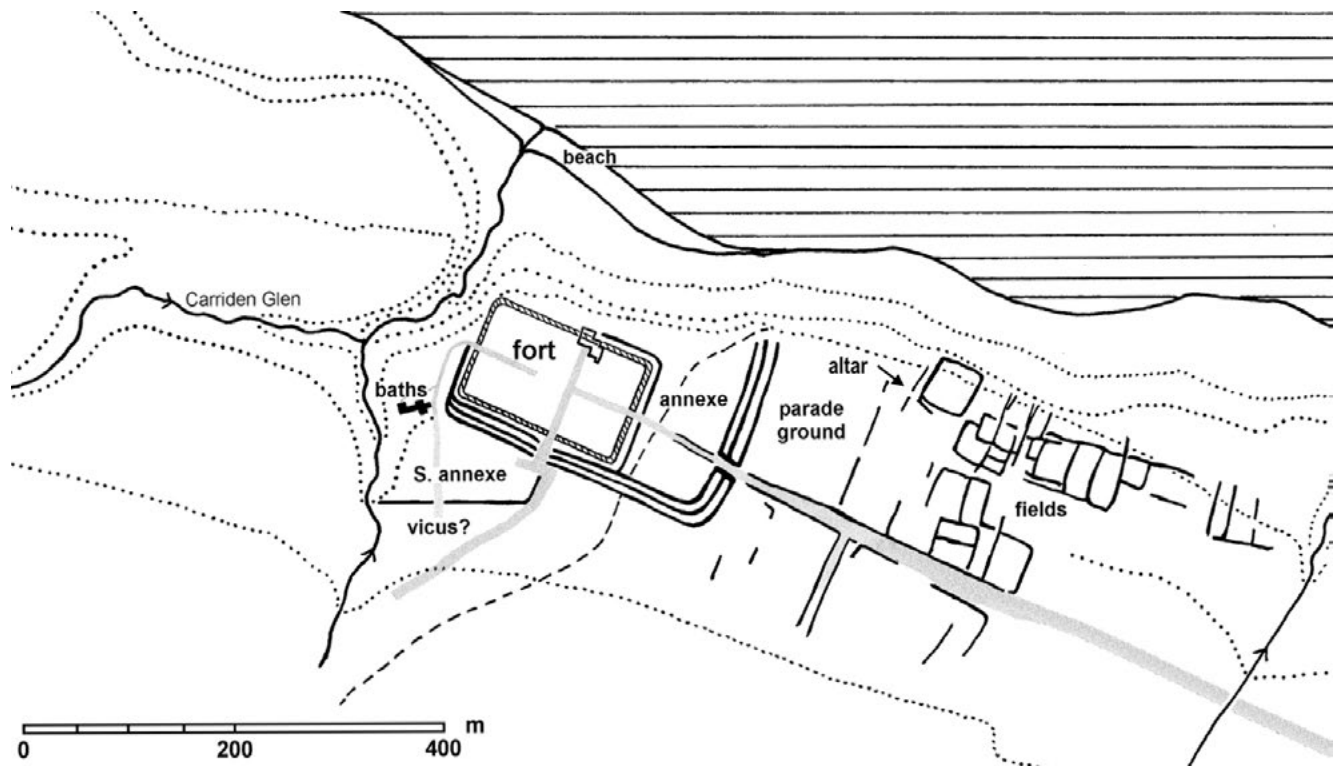 beach
Carriden Glen
fort
altar
baths
annexe
parade
ground
S. annexe
fields
vicus?
m
0
200
400